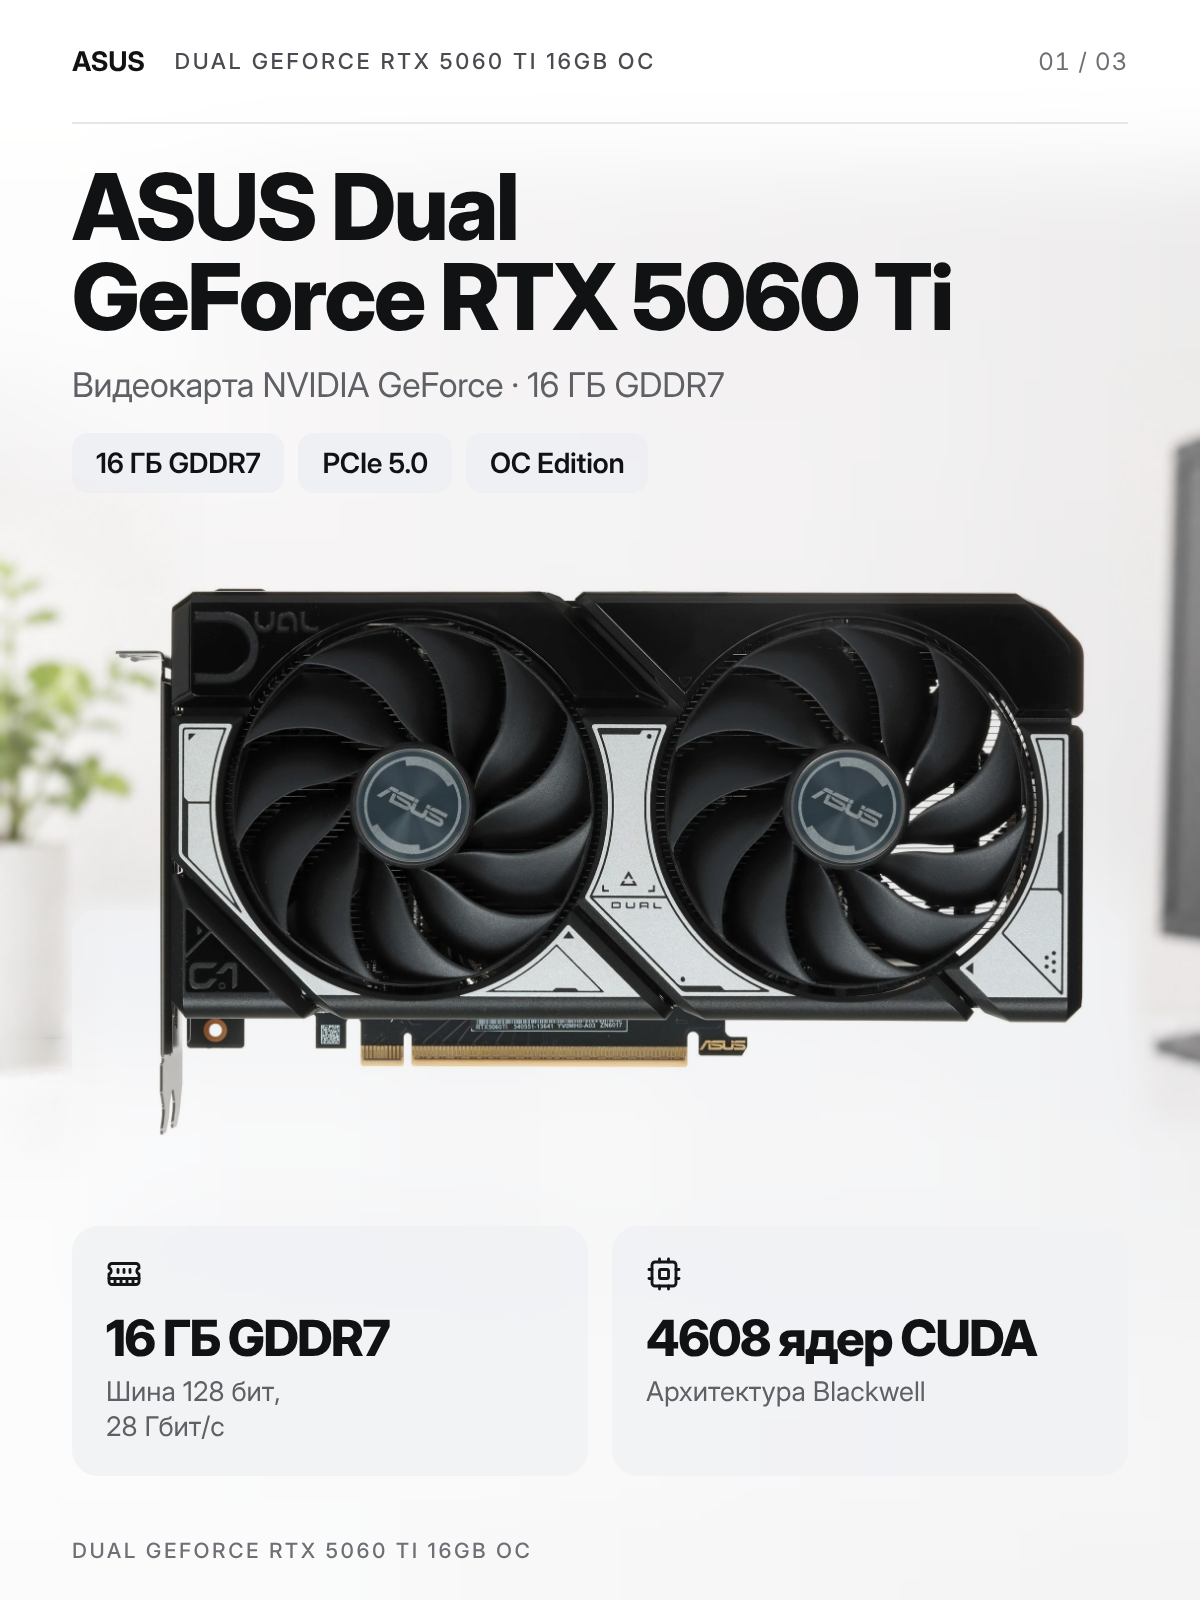 ASUS DUAL GEFORCE RTX 5060 TI 16GB OC 01 / 03
ASUS Dual
GeForce RTX 5060 Ti
Видеокарта NVIDIA GeForce · 16 ГБ GDDR7
16 ГБ GDDR7 PCIe 5.0 OC Edition
DUAL
ASUS ASUS
DUAL
ASUS
16 ГБ GDDR7
Шина 128 бит,
28 Гбит/с
4608 ядер CUDA
Архитектура Blackwell
DUAL GEFORCE RTX 5060 TI 16GB OC